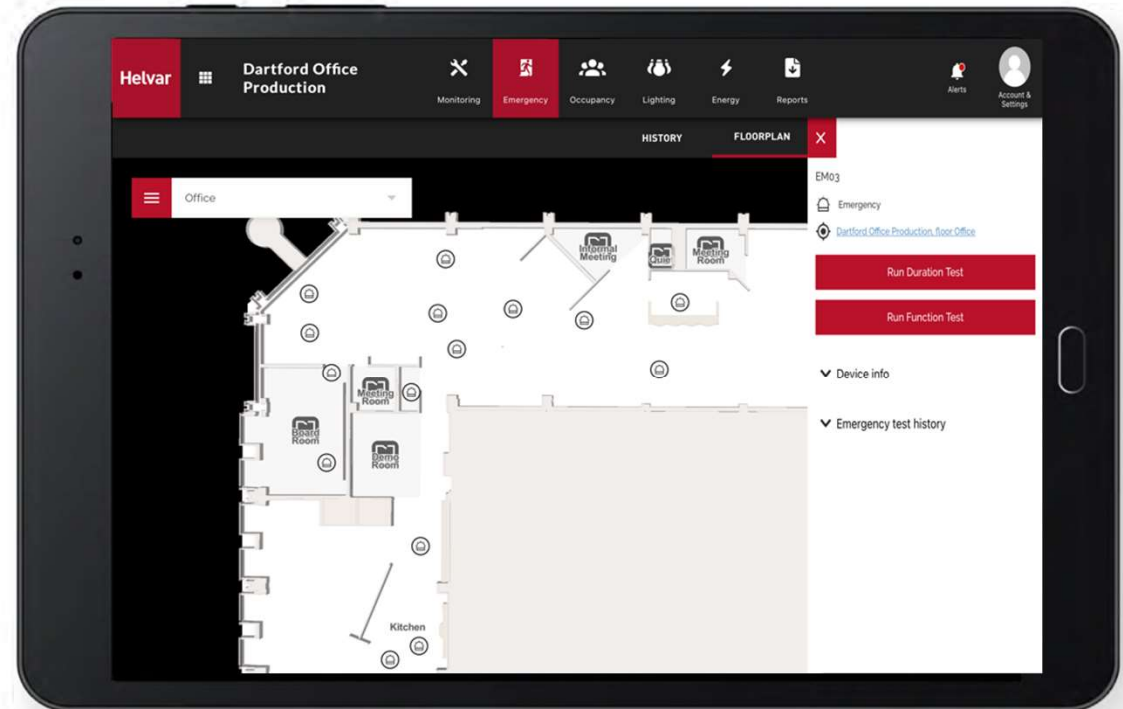 Helvar
Dartford Office
Production
Monitoring
Emergency
Occupancy
Lighting
Energy
Reports
Alerts
Account &
Settings
HISTORY
FLOORPLAN
X
EM03
Office
Emergency
Dartford Office Production, floor Office
Run Duration Test
Run Function Test
Device info
Emergency test history
Informal
Meeting
Quiet
Meeting
Room
Meeting
Room
Board
Room
Demo
Room
Kitchen